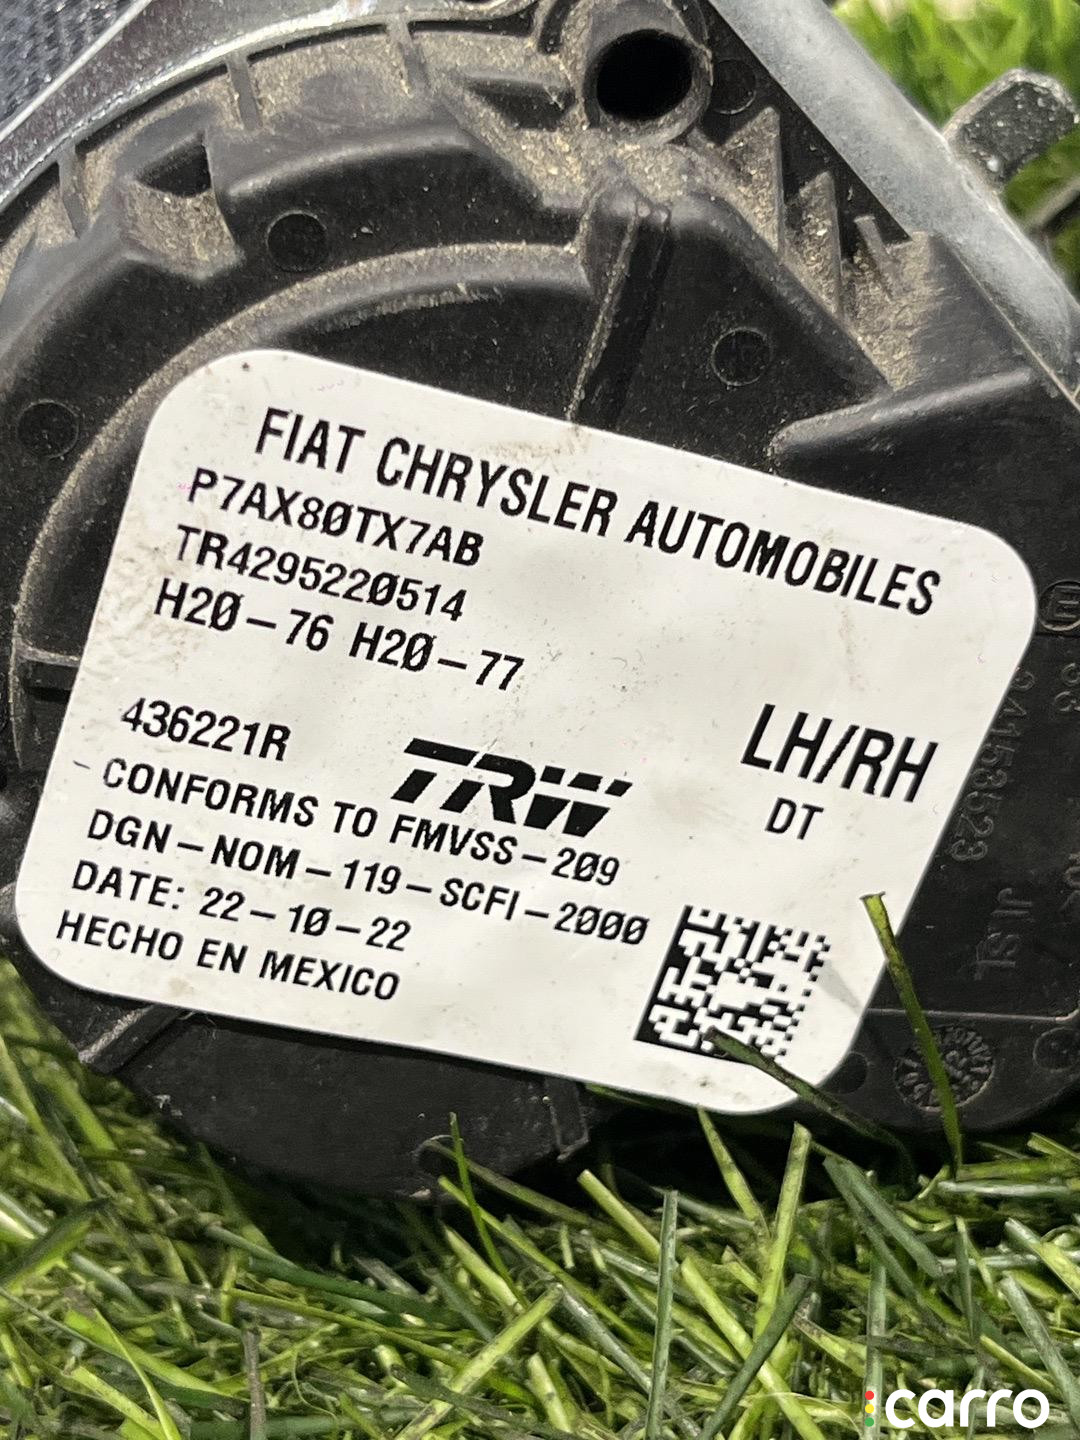 FIAT CHRYSLER AUTOMOBILES
P7AX80TX7AB
TR4295220514
H20-76 H20-77
436221R
TRW
LH/RH
DT
CONFORMS TO FMVSS-209
DGN-NOM-119-SCFI-2000
DATE: 22-10-22
HECHO EN MEXICO
34153523
carro